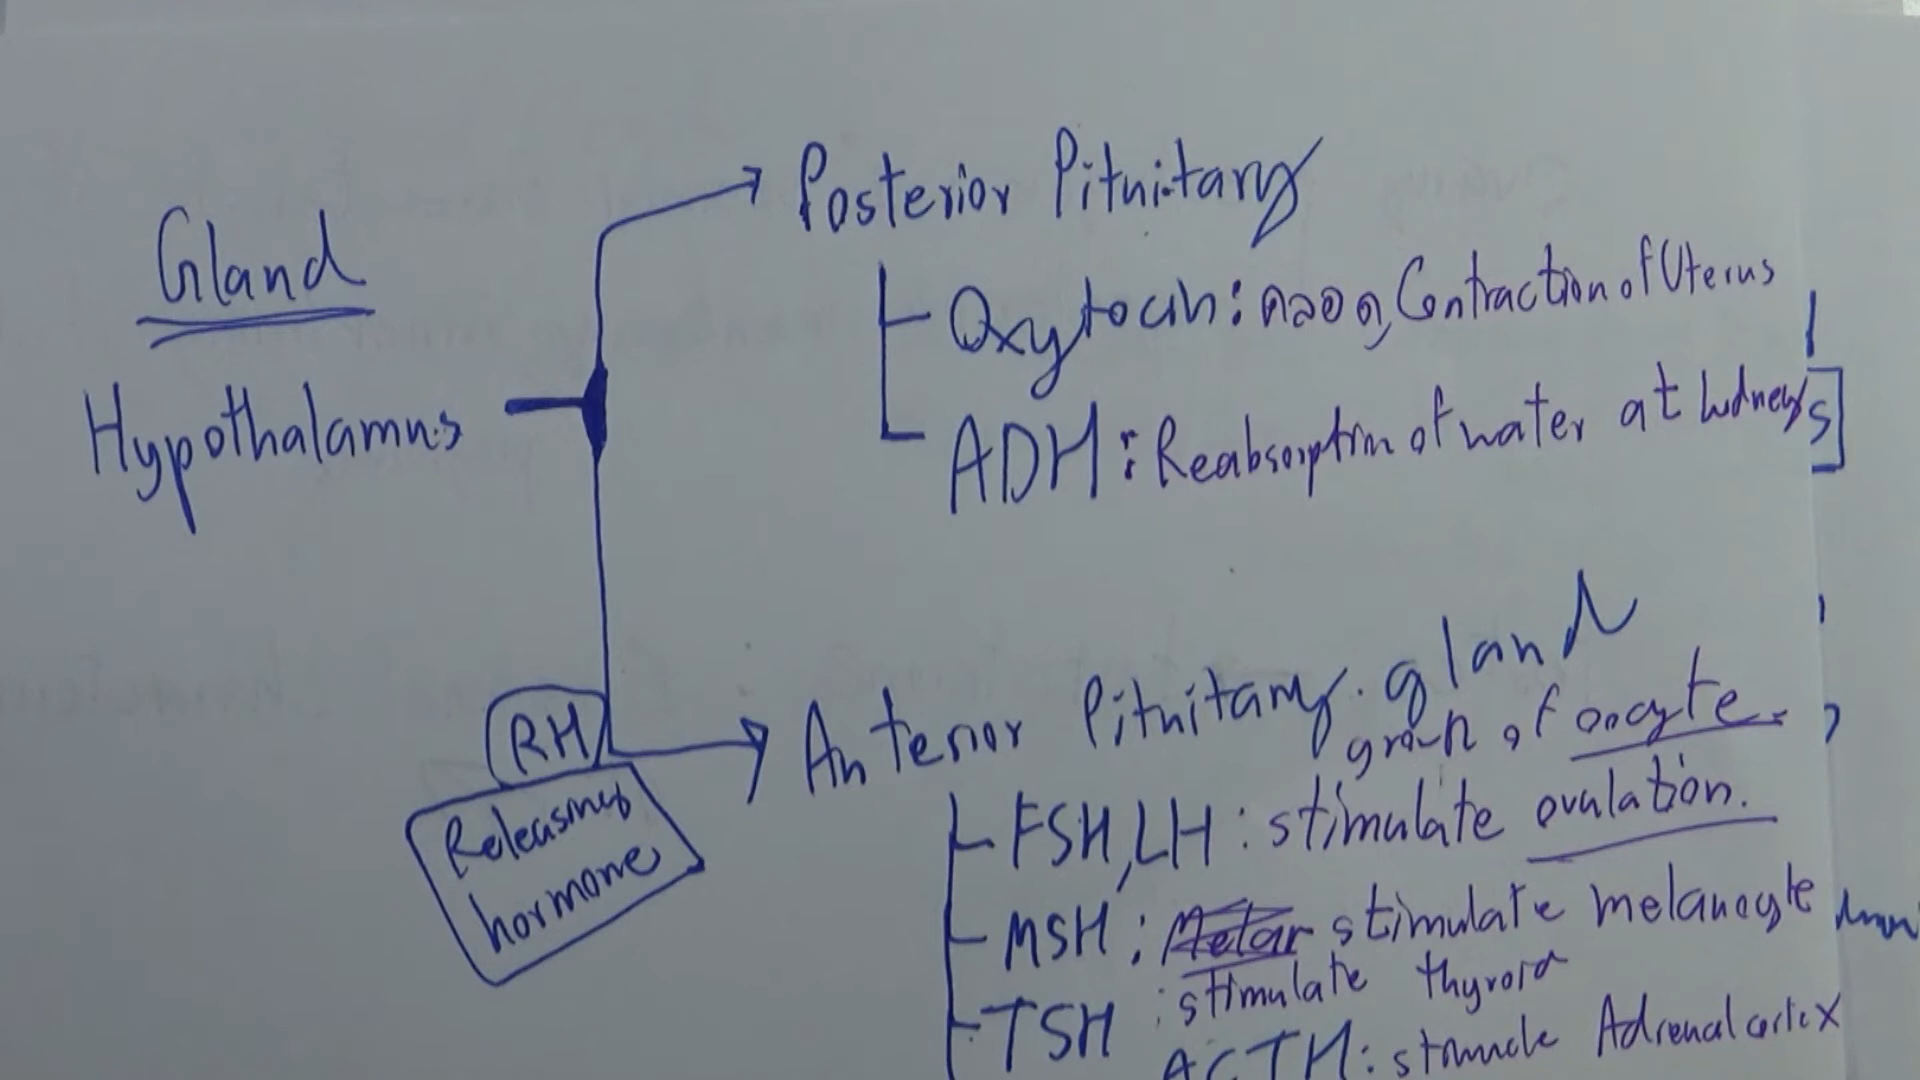 Gland
Hypothalamus
Posterior Pituitary
Oxytocin: คลอด, Contraction of Uterus
ADH: Reabsorption of water at kidneys
RH
Releasing
hormone
Anterior Pituitary gland
growth of oocyte.
FSH, LH: stimulate ovulation.
MSH: stimulate melanocyte
TSH: stimulate thyroid
ACTH: Adrenal cortex